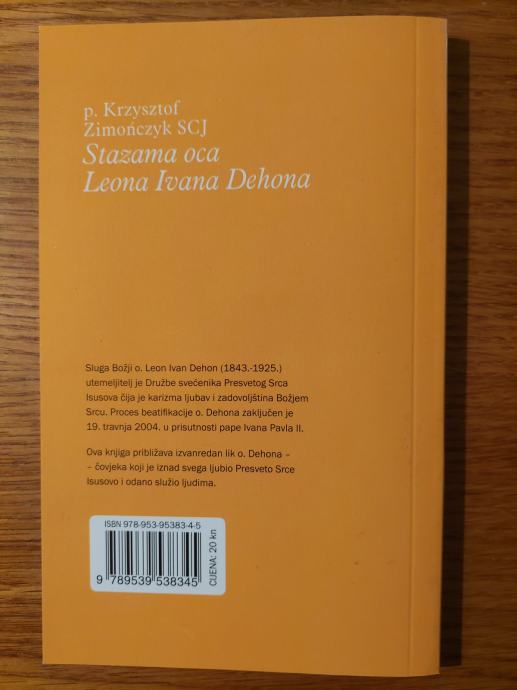 p. Krzysztof
Zimończyk SCJ
Stazama oca
Leona Ivana Dehona
Sluga Božji o. Leon Ivan Dehon (1843.-1925.)
utemeljitelj je Družbe svećenika Presvetog Srca
Isusova čija je karizma ljubav i zadovoljština Božjem
Srcu. Proces beatifikacije o. Dehona zaključen je
19. travnja 2004. u prisutnosti pape Ivana Pavla II.
Ova knjiga približava izvanredan lik o. Dehona –
– čovjeka koji je iznad svega ljubio Presveto Srce
Isusovo i odano služio ljudima.
ISBN 978-953-95383-4-5
9 789539 538345
CIJENA: 20 kn